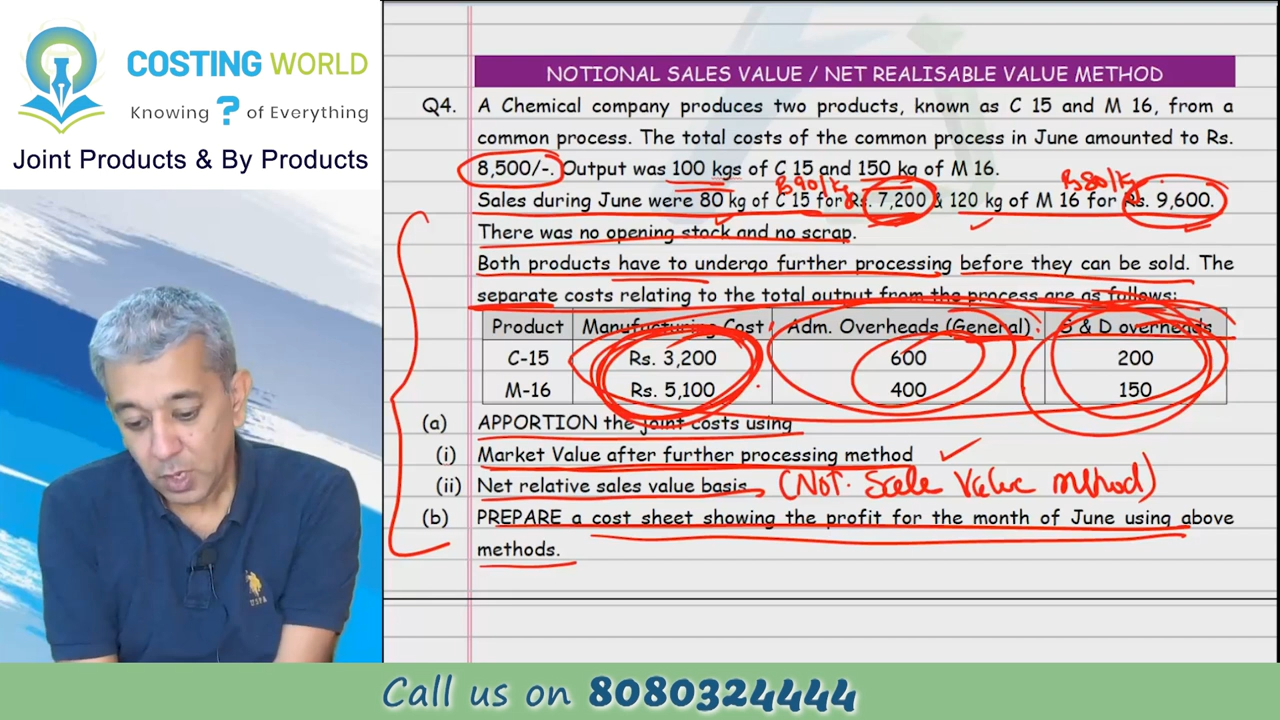 COSTING WORLD
Knowing ? of Everything
Joint Products & By Products
NOTIONAL SALES VALUE / NET REALISABLE VALUE METHOD
Q4. A Chemical company produces two products, known as C 15 and M 16, from a
common process. The total costs of the common process in June amounted to Rs.
8,500/-. Output was 100 kgs of C 15 and 150 kg of M 16.
Rs90/Kg Rs80/Kg
Sales during June were 80 kg of C 15 for Rs. 7,200 & 120 kg of M 16 for Rs. 9,600.
There was no opening stock and no scrap.
Both products have to undergo further processing before they can be sold. The
separate costs relating to the total output from the process are as follows:
Product Manufacturing Cost Adm. Overheads (General) S & D overheads
C-15 Rs. 3,200 600 200
M-16 Rs. 5,100 400 150
(a) APPORTION the joint costs using
(i) Market Value after further processing method
(ii) Net relative sales value basis (Not. Sale Value method)
(b) PREPARE a cost sheet showing the profit for the month of June using above
methods.
U.S.P.A.
Call us on 8080324444